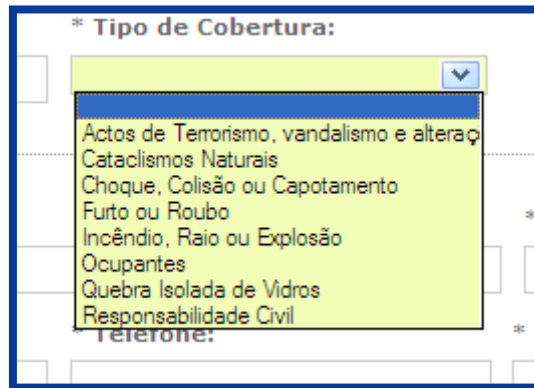 * Tipo de Cobertura:
Actos de Terrorismo, vandalismo e alteraç
Cataclismos Naturais
Choque, Colisão ou Capotamento
Furto ou Roubo
*
Incêndio, Raio ou Explosão
Ocupantes
Quebra Isolada de Vidros
Responsabilidade Civil
* Telefone: *